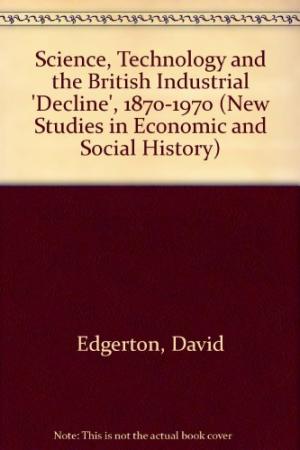 Science, Technology and
the British Industrial
'Decline', 1870-1970 (New
Studies in Economic and
Social History)
Edgerton, David
Note: This is not the actual book cover